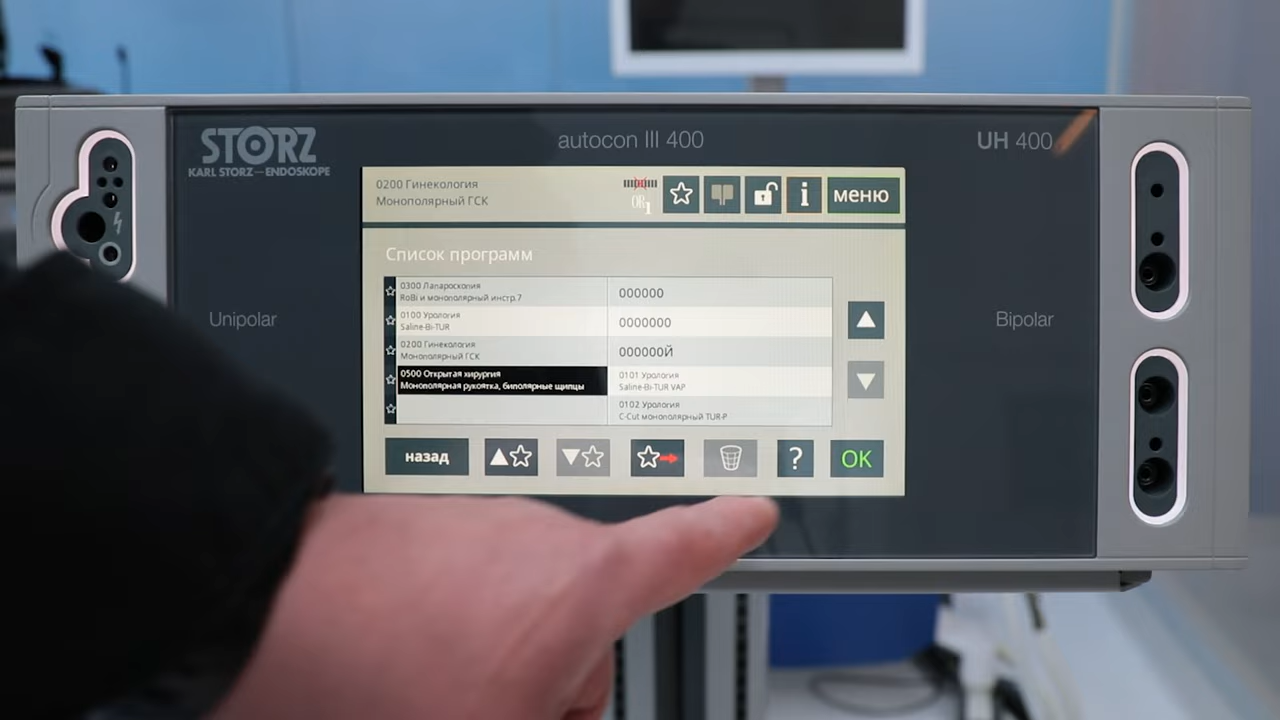 STORZ
KARL STORZ—ENDOSKOPE
autocon III 400
UH 400
0200 Гинекология
Монополярный ГСК
OR1
i
меню
Список программ
0300 Лапароскопия
RoBi и монополярный инстр.7
000000
0100 Урология
Saline-Bi-TUR
0000000
0200 Гинекология
Монополярный ГСК
000000Й
0500 Открытая хирургия
Монополярная рукоятка, биполярные щипцы
0101 Урология
Saline-Bi-TUR VAP
0102 Урология
C-Cut монополярный TUR-P
Unipolar
Bipolar
назад
?
OK